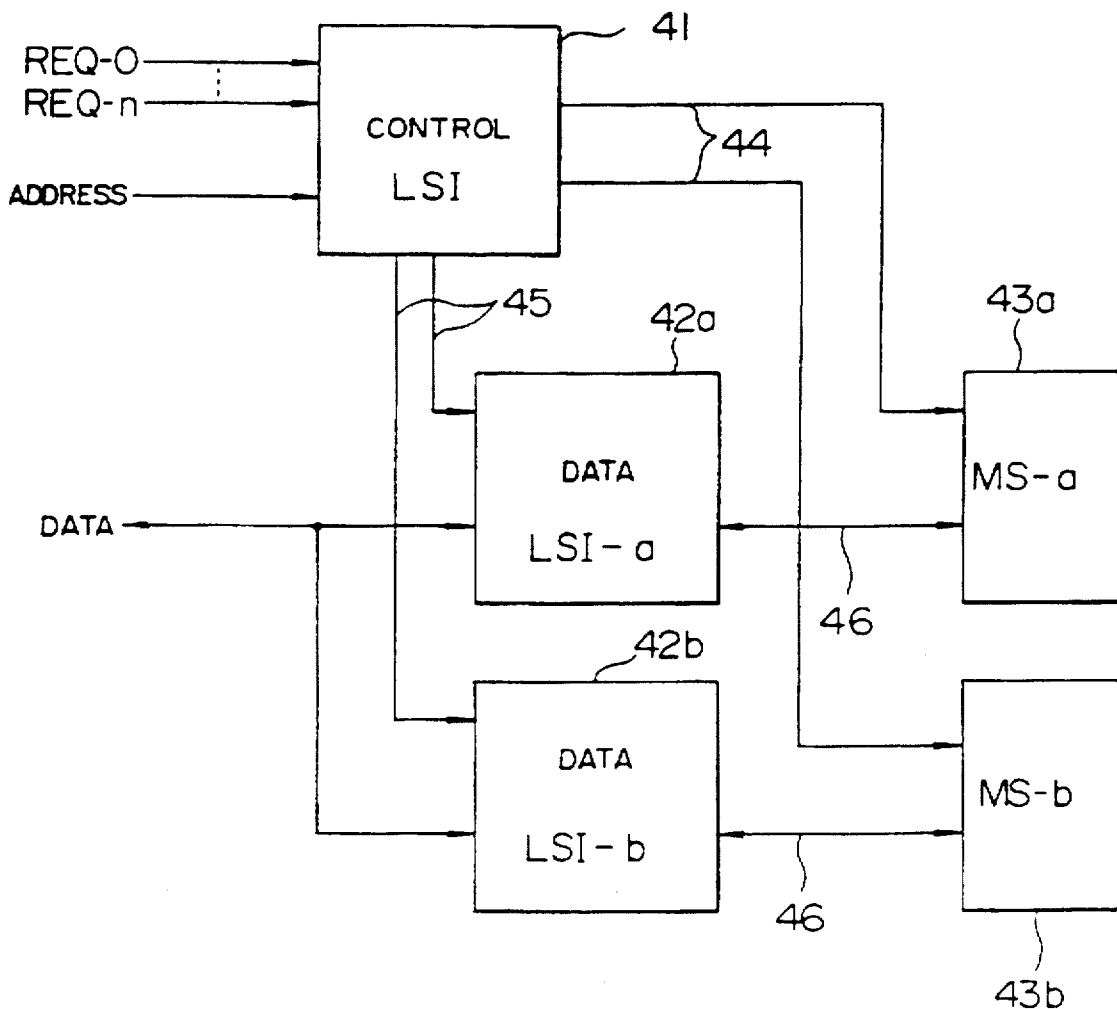 41
REQ-0
REQ-n
ADDRESS
CONTROL
LSI
44
45
42a
43a
DATA
DATA
LSI-a
MS-a
46
42b
DATA
LSI-b
MS-b
46
43b